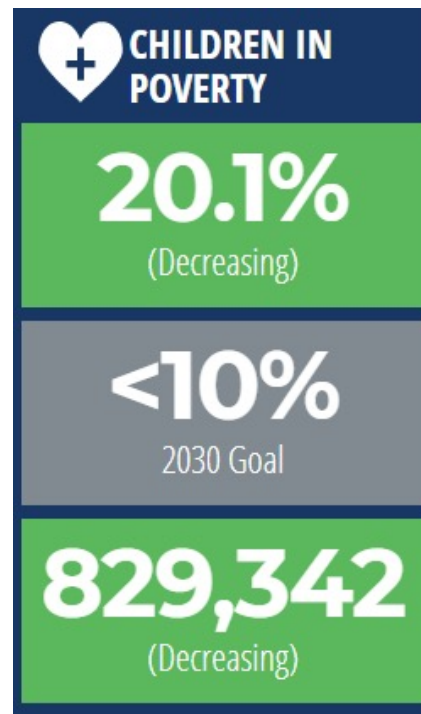 CHILDREN IN
POVERTY
20.1%
(Decreasing)
<10%
2030 Goal
829,342
(Decreasing)